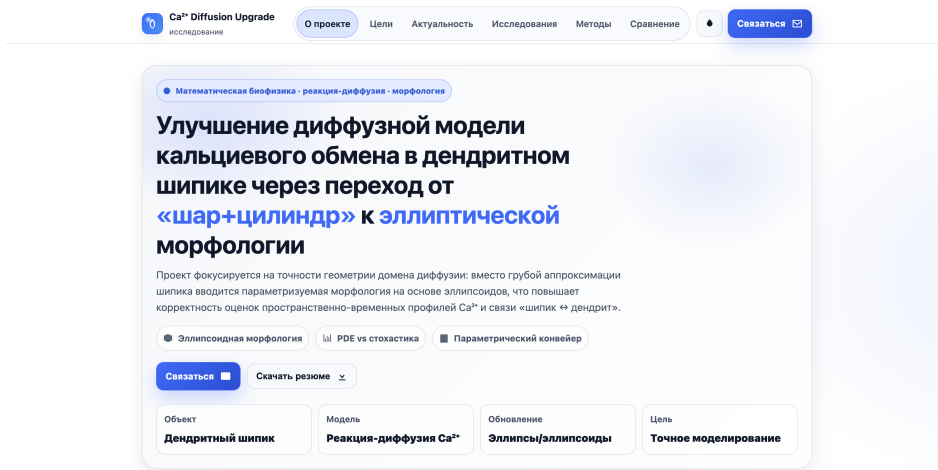 Ca²⁺ Diffusion Upgrade
исследование
О проекте
Цели
Актуальность
Исследования
Методы
Сравнение
Связаться
Математическая биофизика · реакция-диффузия · морфология
Улучшение диффузной модели
кальциевого обмена в дендритном
шипике через переход от
«шар+цилиндр» к эллиптической
морфологии
Проект фокусируется на точности геометрии домена диффузии: вместо грубой аппроксимации
шипика вводится параметризуемая морфология на основе эллипсоидов, что повышает
корректность оценок пространственно-временных профилей Ca²⁺ и связи «шипик ↔ дендрит».
Эллипсоидная морфология
PDE vs стохастика
Параметрический конвейер
Связаться
Скачать резюме
Объект
Дендритный шипик
Модель
Реакция-диффузия Ca²⁺
Обновление
Эллипсы/эллипсоиды
Цель
Точное моделирование